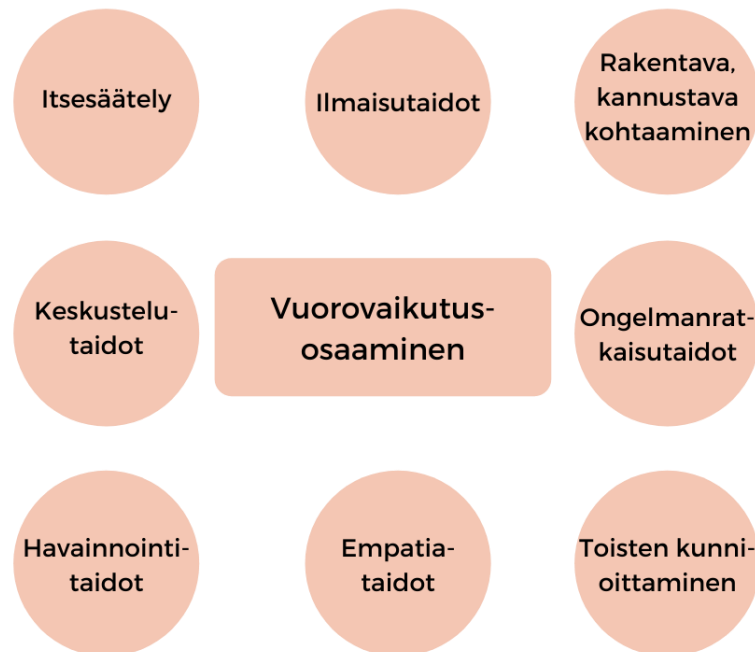 Itsesäätely
Ilmaisutaidot
Rakentava,
kannustava
kohtaaminen
Keskustelu-
taidot
Vuorovaikutus-
osaaminen
Ongelmanrat-
kaisutaidot
Havainnointi-
taidot
Empatia-
taidot
Toisten kunni-
oittaminen